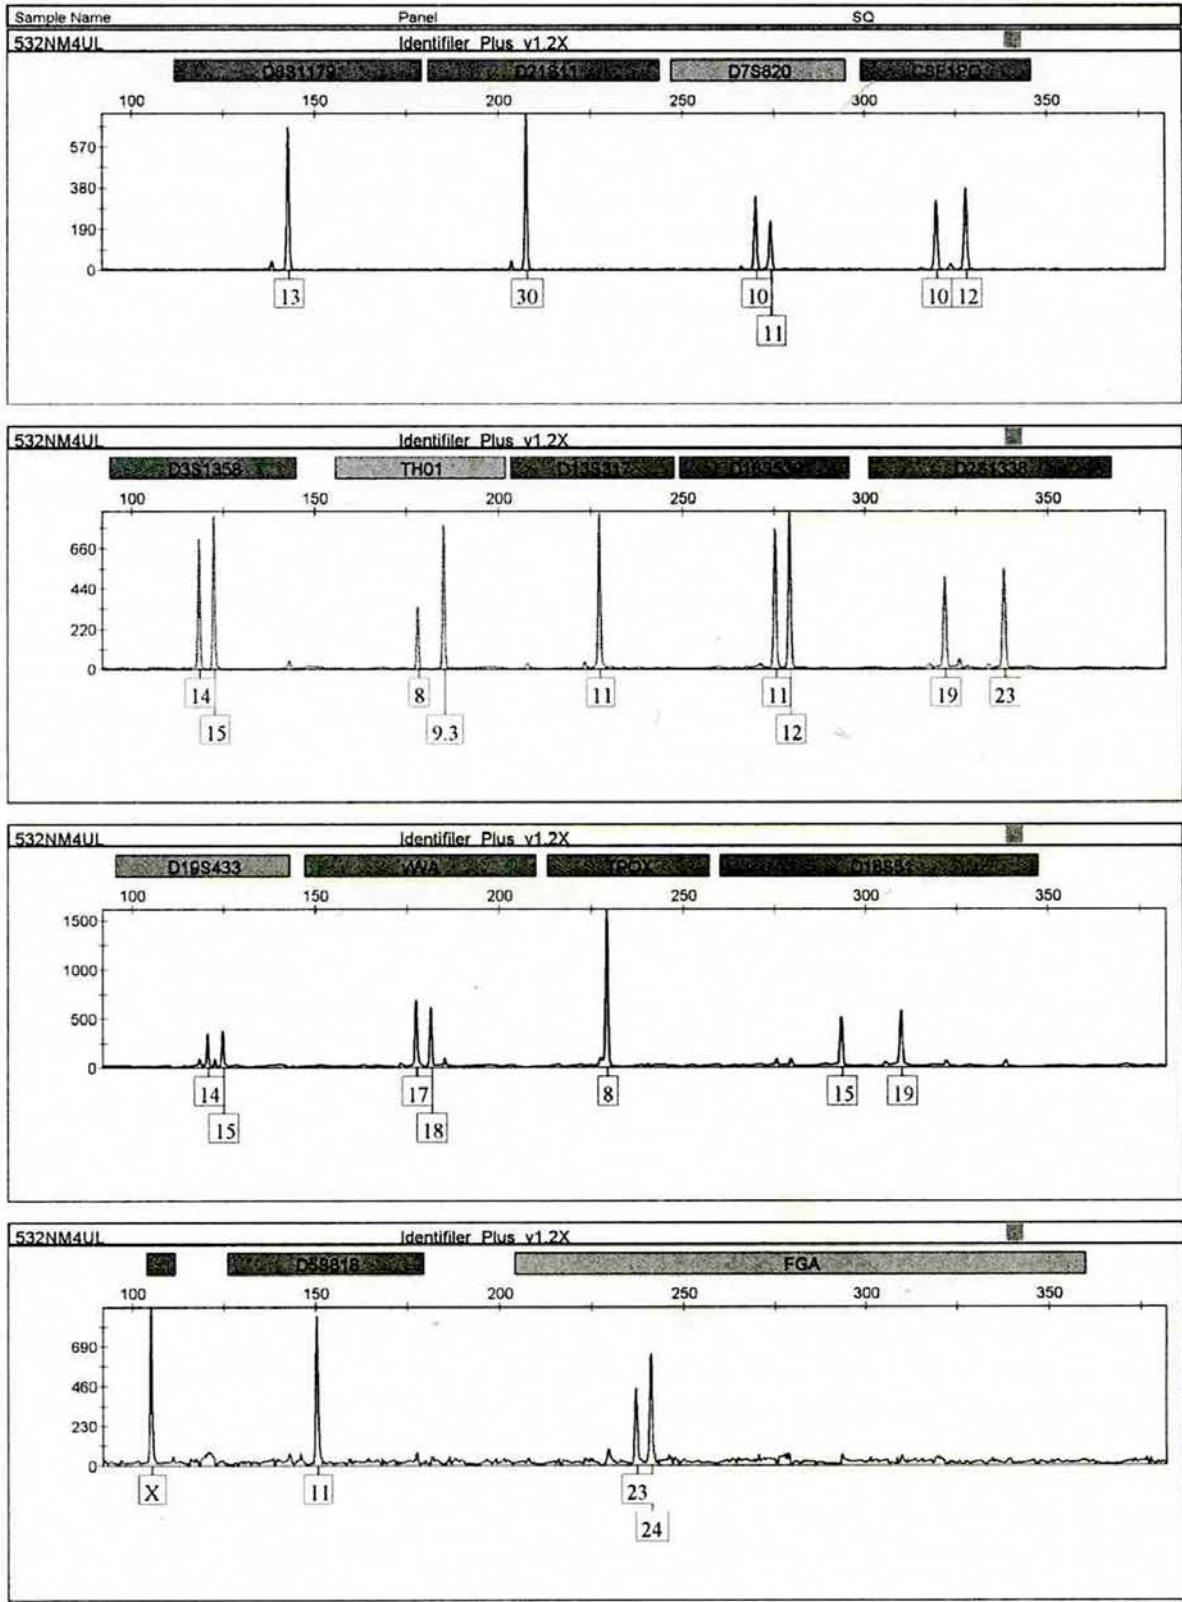 Sample Name Panel SQ
532NM4UL Identifiler Plus v1.2X
D8S1179 D21S11 D7S820 CSF1PO
100 150 200 250 300 350
570
380
190
0
13 30 10 10 12
11
532NM4UL Identifiler Plus v1.2X
D3S1358 TH01 D13S317 D16S539 D2S1338
100 150 200 250 300 350
660
440
220
0
14 8 11 11 19 23
15 9.3 12
532NM4UL Identifiler Plus v1.2X
D19S433 vWA TPOX D18S51
100 150 200 250 300 350
1500
1000
500
0
14 17 8 15 19
15 18
532NM4UL Identifiler Plus v1.2X
D5S818 FGA
100 150 200 250 300 350
690
460
230
0
X 11 23
24